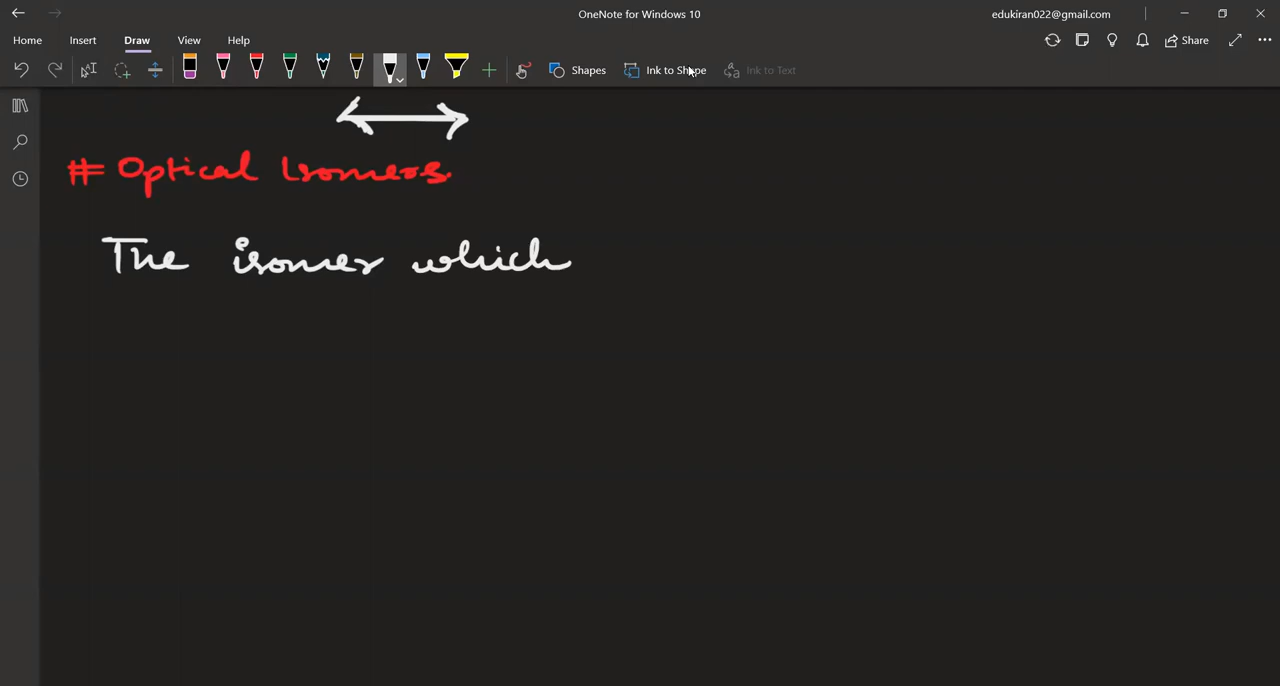 OneNote for Windows 10
edukiran022@gmail.com
Home Insert Draw View Help
Share
Shapes Ink to Shape Ink to Text
# Optical Isomers.
The isomer which